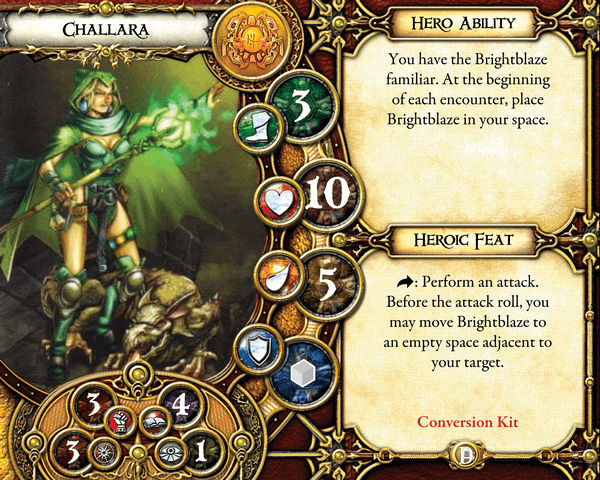 Challara
3
10
5
3
4
3
1
Hero Ability
You have the Brightblaze
familiar. At the beginning
of each encounter, place
Brightblaze in your space.
Heroic Feat
: Perform an attack.
Before the attack roll, you
may move Brightblaze to
an empty space adjacent to
your target.
Conversion Kit
D